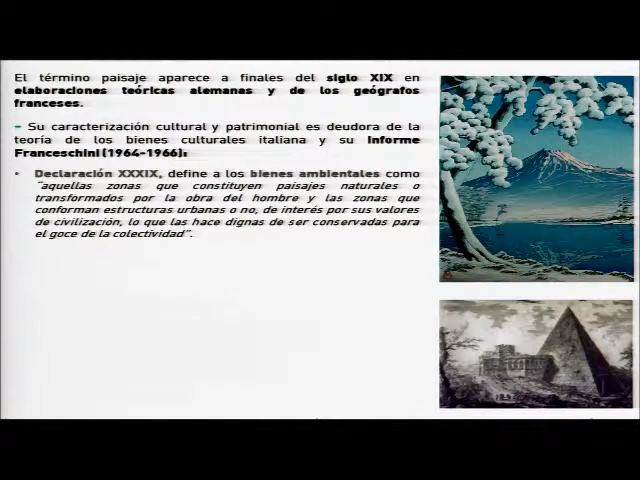 El término paisaje aparece a finales del siglo XIX en
elaboraciones teóricas alemanas y de los geógrafos
franceses.
- Su caracterización cultural y patrimonial es deudora de la
teoría de los bienes culturales italiana y su Informe
Franceschini (1964-1966):
• Declaración XXXIX, define a los bienes ambientales como
"aquellas zonas que constituyen paisajes naturales o
transformados por la obra del hombre y las zonas que
conforman estructuras urbanas o no, de interés por sus valores
de civilización, lo que las hace dignas de ser conservadas para
el goce de la colectividad".